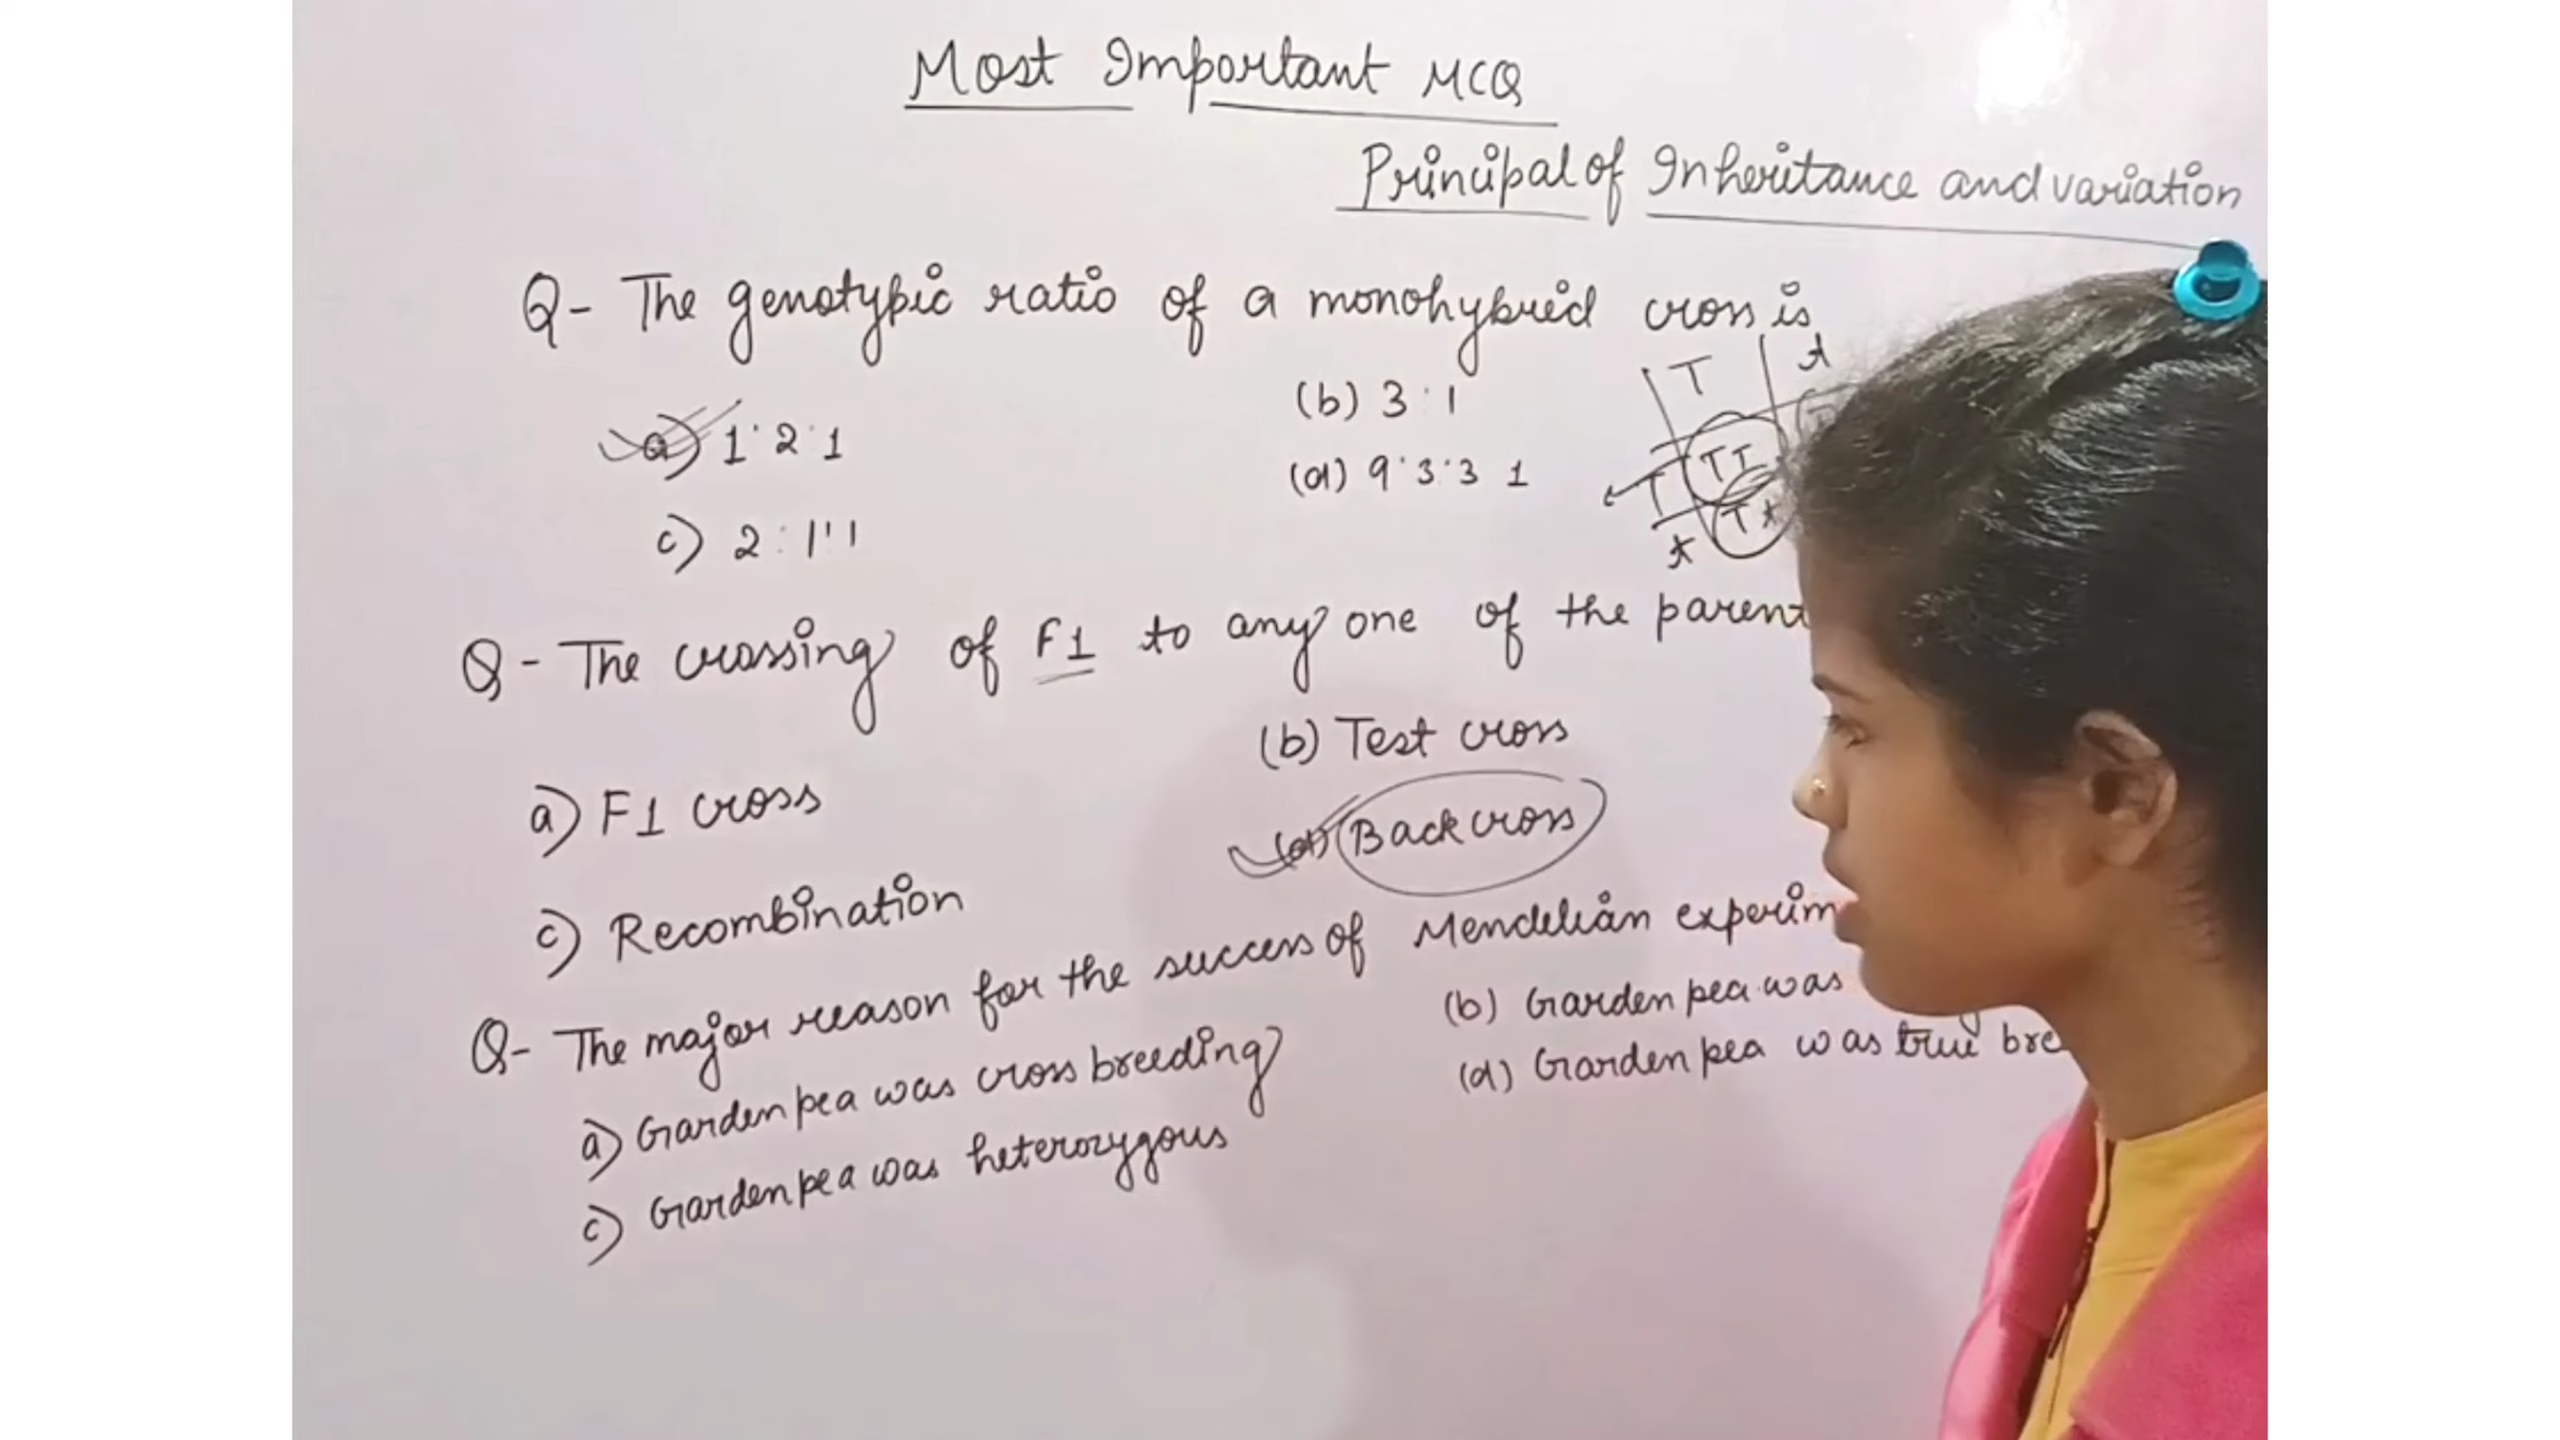 Most Important MCQ
Principal of Inheritance and variation
Q- The genotypic ratio of a monohybrid cross is
a) 1:2:1
(b) 3:1
c) 2:1:1
(d) 9:3:3 1
T t
T TT
t Tt
Q- The crossing of F1 to any one of the parent
a) F1 cross
(b) Test cross
c) Recombination
(d) Back cross
Q- The major reason for the success of Mendelian
a) Garden pea was cross breeding
(b) Garden pea was
c) Garden pea was heterozygous
(d) Garden pea was true